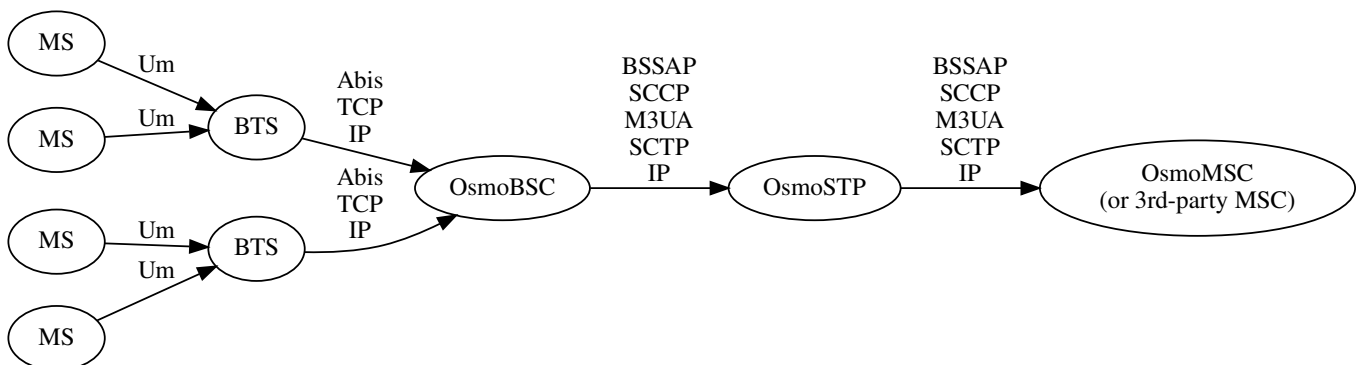 MS
Um
MS
Um
BTS
Abis
TCP
IP
MS
Um
MS
Um
BTS
Abis
TCP
IP
OsmoBSC
BSSAP
SCCP
M3UA
SCTP
IP
OsmoSTP
BSSAP
SCCP
M3UA
SCTP
IP
OsmoMSC
(or 3rd-party MSC)